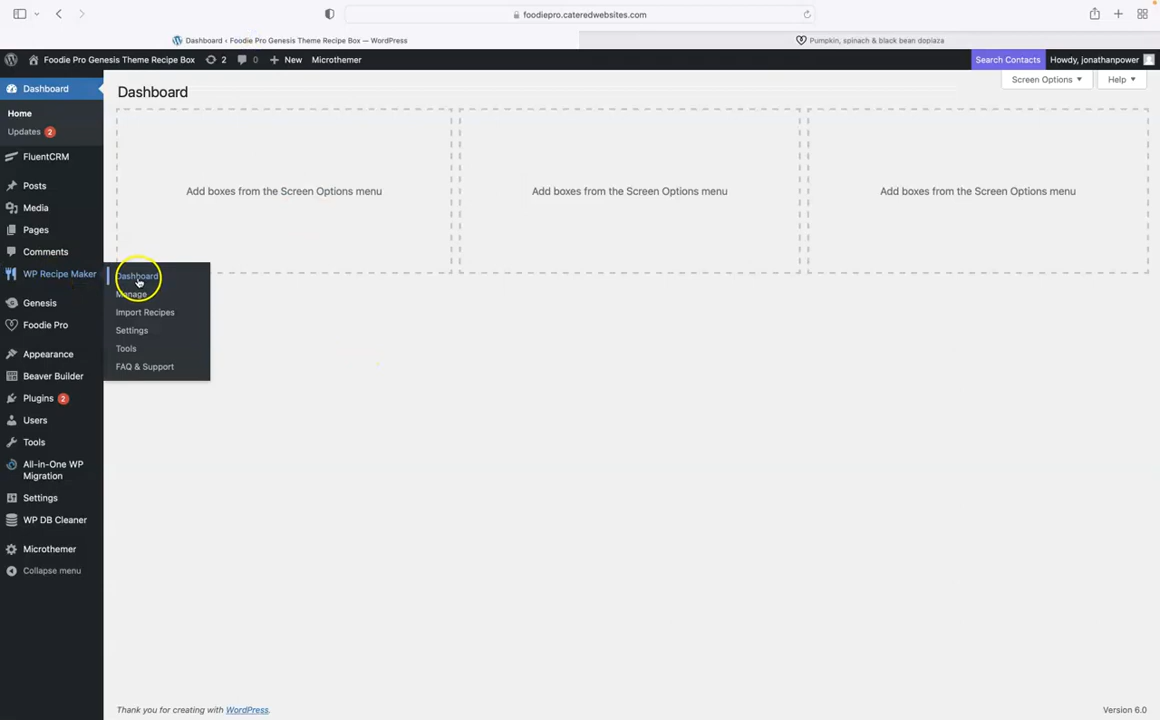 foodiepro.cateredwebsites.com
Dashboard ‹ Foodie Pro Genesis Theme Recipe Box — WordPress
Pumpkin, spinach & black bean dopiaza
Foodie Pro Genesis Theme Recipe Box
2
0
New
Microthemer
Search Contacts
Howdy, jonathanpower
Dashboard
Home
Updates 2
FluentCRM
Posts
Media
Pages
Comments
WP Recipe Maker
Genesis
Foodie Pro
Appearance
Beaver Builder
Plugins 2
Users
Tools
All-in-One WP
Migration
Settings
WP DB Cleaner
Microthemer
Collapse menu
Dashboard
Manage
Import Recipes
Settings
Tools
FAQ & Support
Dashboard
Screen Options
Help
Add boxes from the Screen Options menu
Add boxes from the Screen Options menu
Add boxes from the Screen Options menu
Thank you for creating with WordPress.
Version 6.0